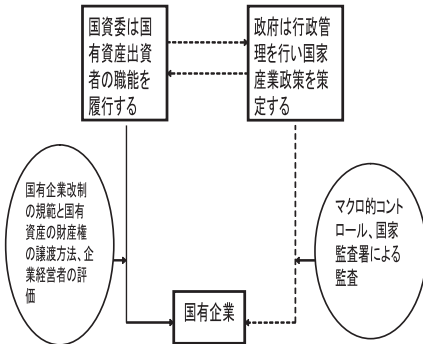 国資委は国
有資産出資
者の職能を
履行する
政府は行政管
理を行い国家
産業政策を策
定する
国有企業改制
の規範と国有
資産の財産権
の譲渡方法、企
業経営者の評
価
マクロ的コント
ロール、国家
監査署による
監査
国有企業